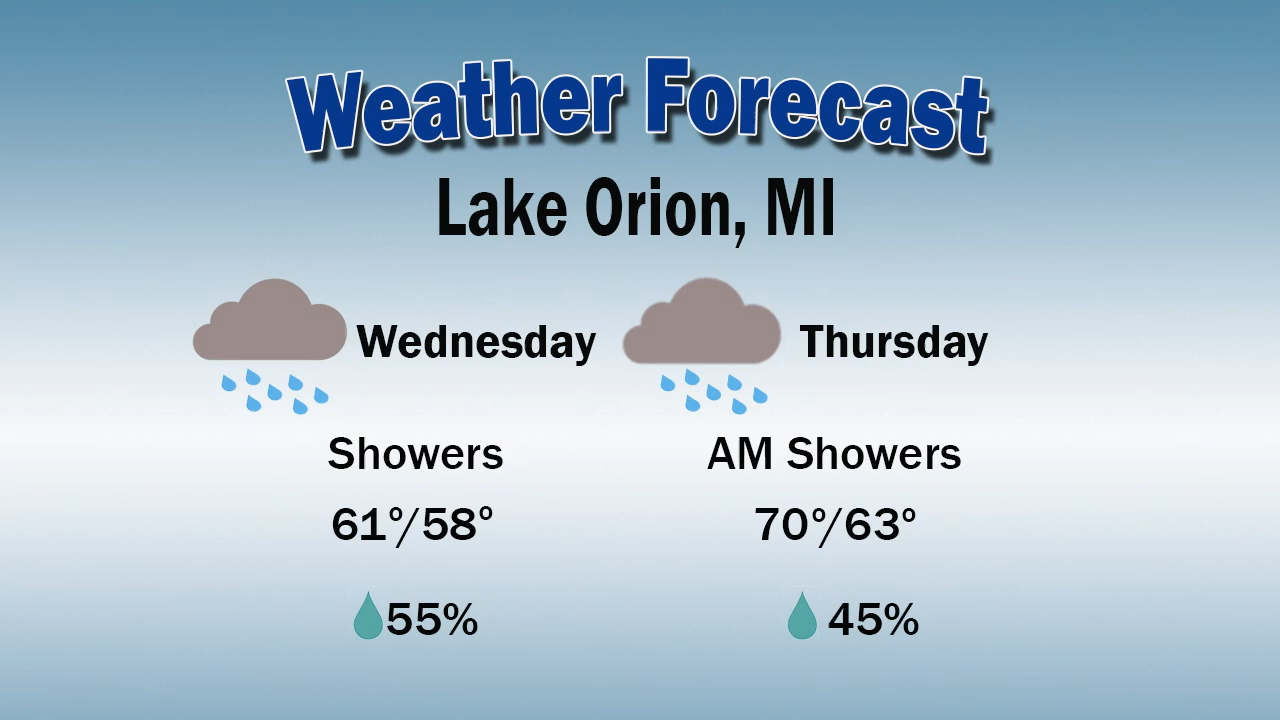 Weather Forecast
Lake Orion, MI
Wednesday
Thursday
Showers
AM Showers
61°/58°
70°/63°
55%
45%